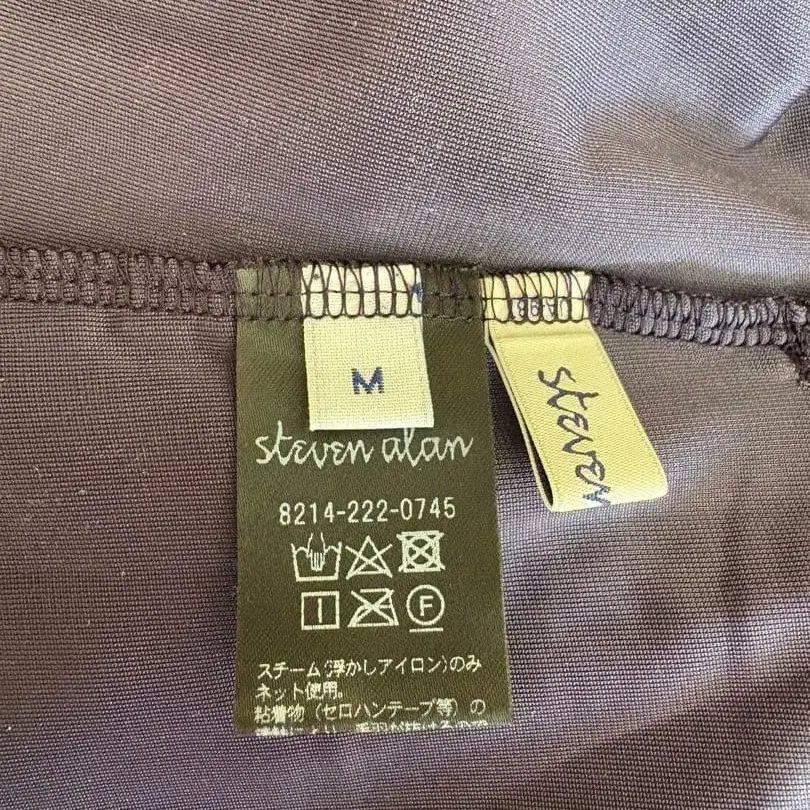 M
steven alan
steven
8214-222-0745
F
スチーム(浮かしアイロン)のみ
ネット使用。
粘着物(セロハンテープ等)の